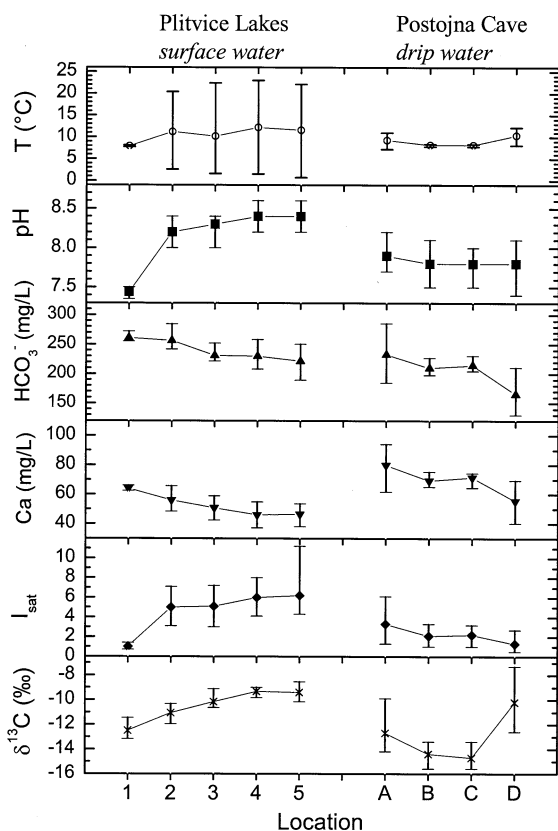 Plitvice Lakes
surface water
Postojna Cave
drip water
T (°C)
25
20
15
10
5
0
pH
8.5
8.0
7.5
HCO₃⁻ (mg/L)
300
250
200
150
Ca (mg/L)
100
80
60
40
I sat
10
8
6
4
2
0
δ¹³C (‰)
-8
-10
-12
-14
-16
1 2 3 4 5 A B C D
Location